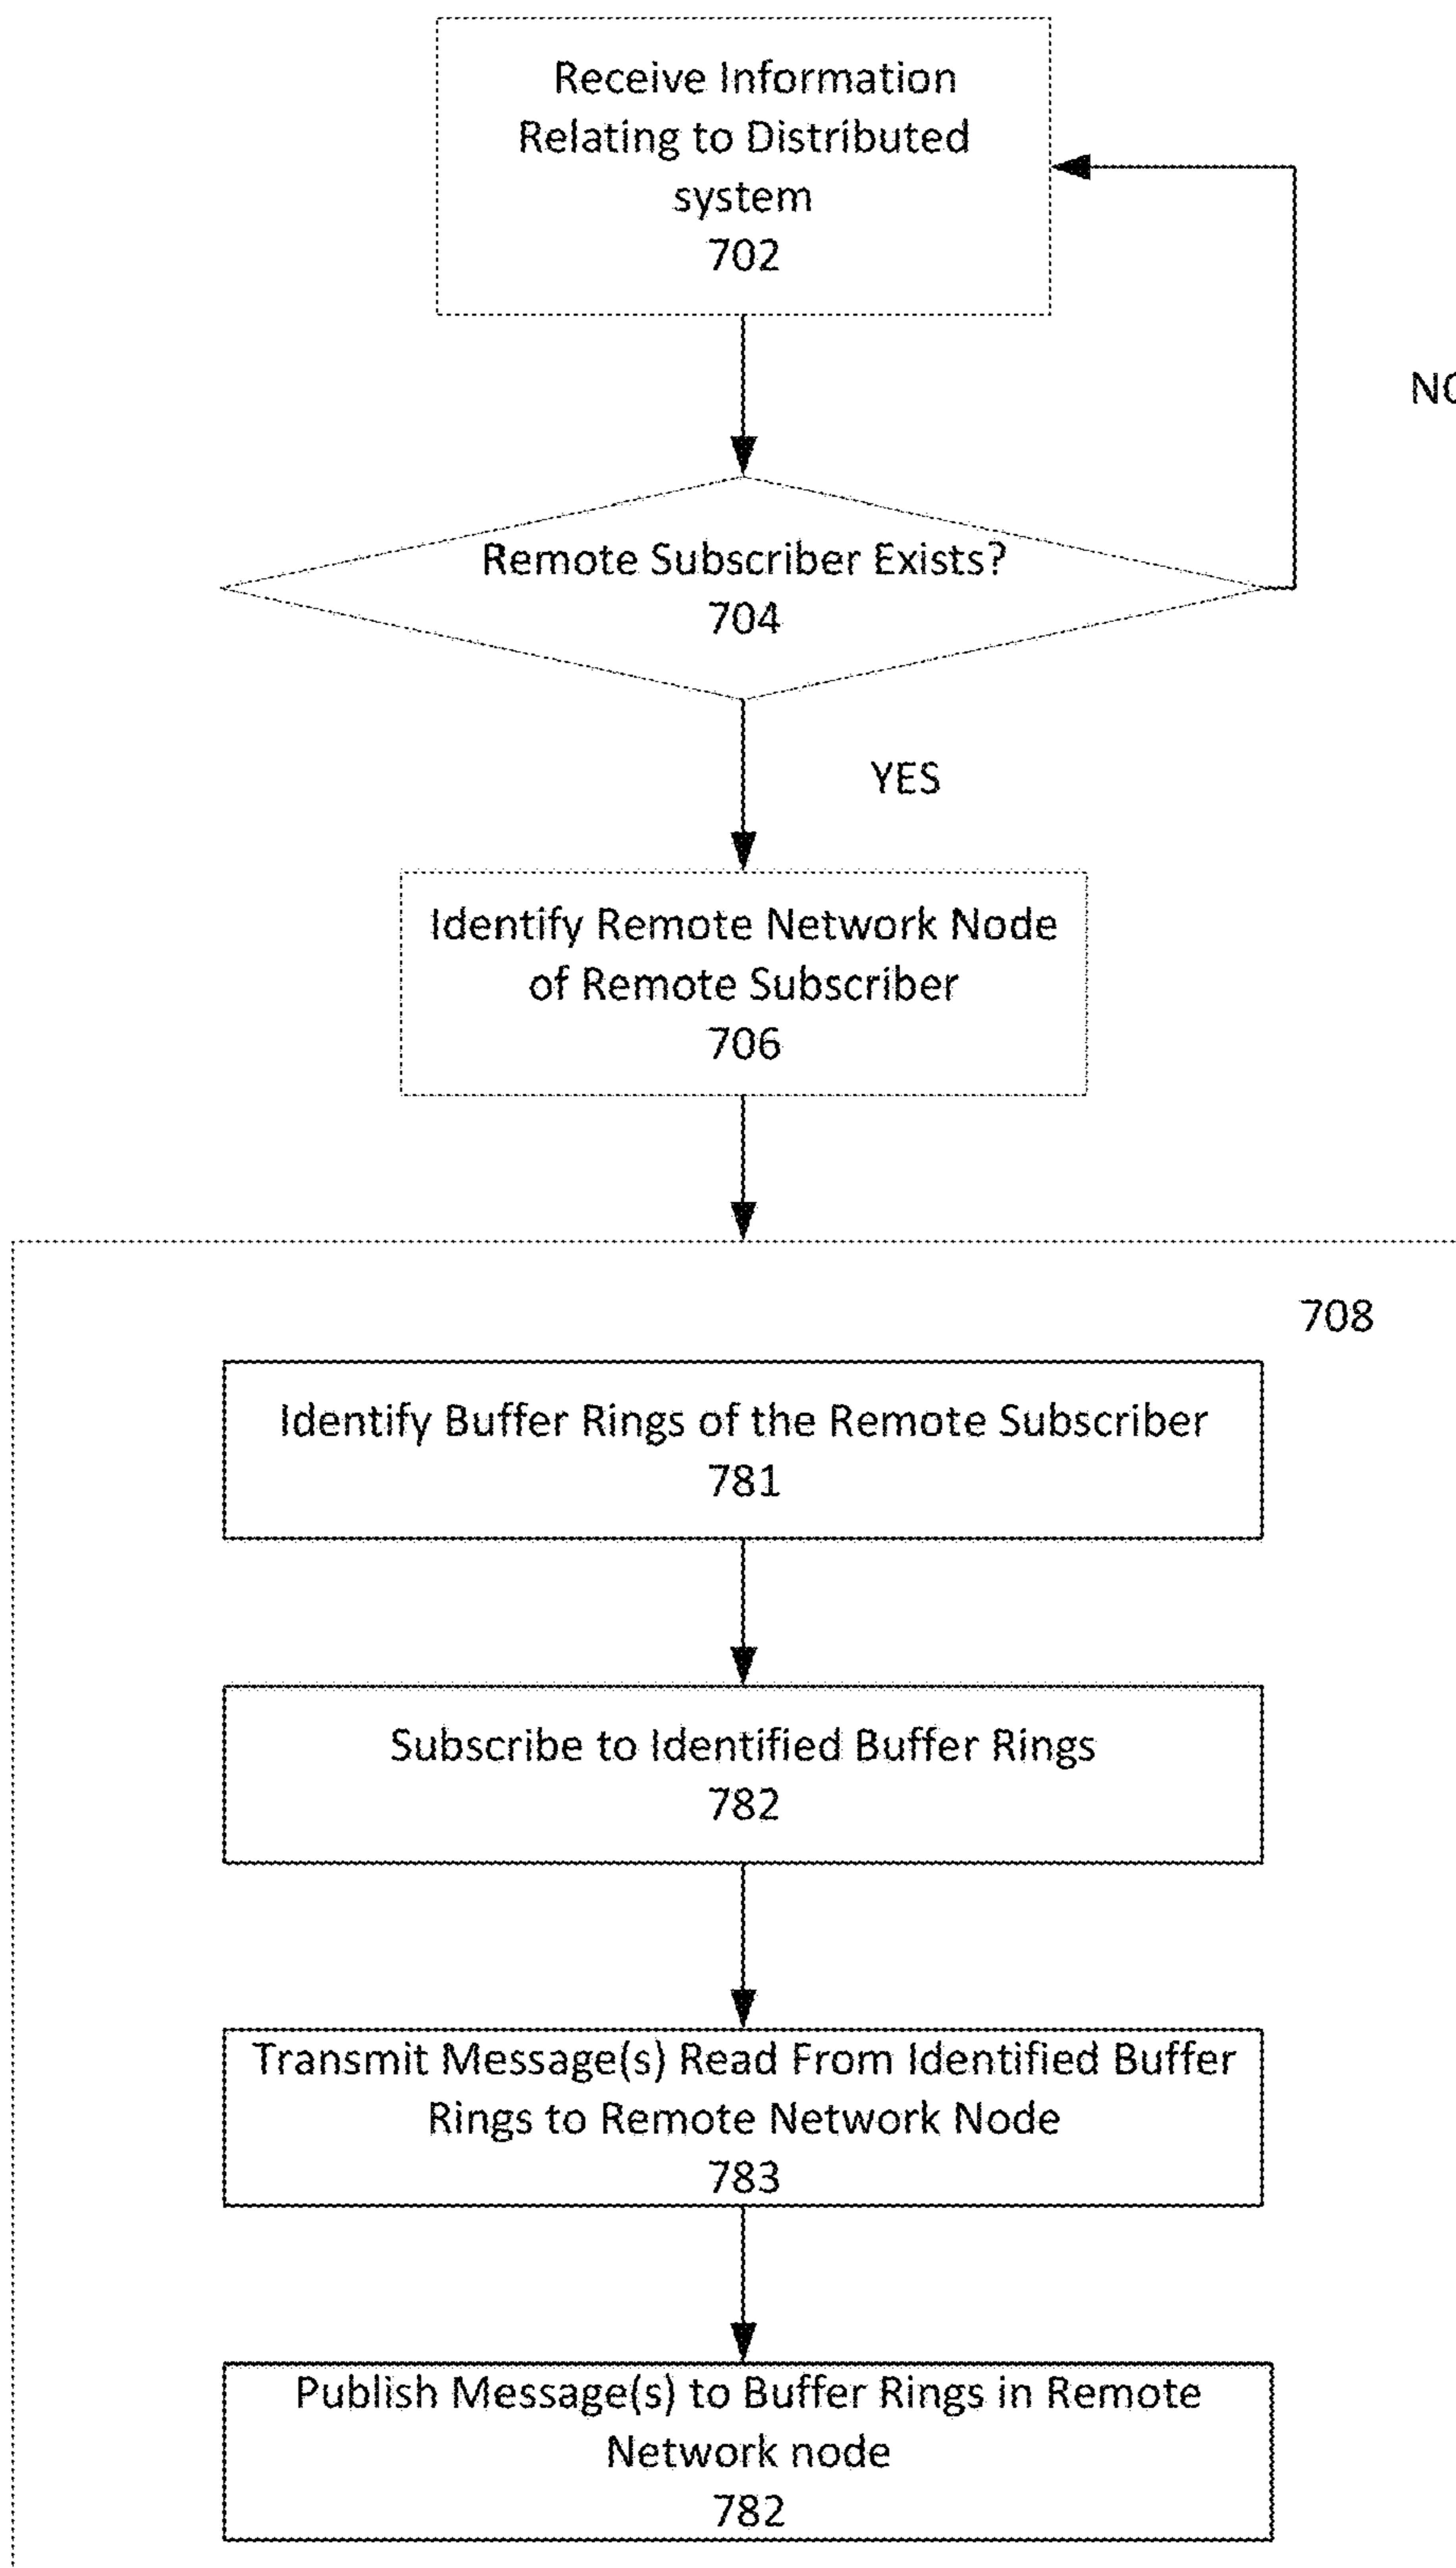 Receive Information
Relating to Distributed
system
702
Remote Subscriber Exists?
704
YES
Identify Remote Network Node
of Remote Subscriber
706
708
Identify Buffer Rings of the Remote Subscriber
781
Subscribe to Identified Buffer Rings
782
Transmit Message(s) Read From Identified Buffer
Rings to Remote Network Node
783
Publish Message(s) to Buffer Rings in Remote
Network node
782